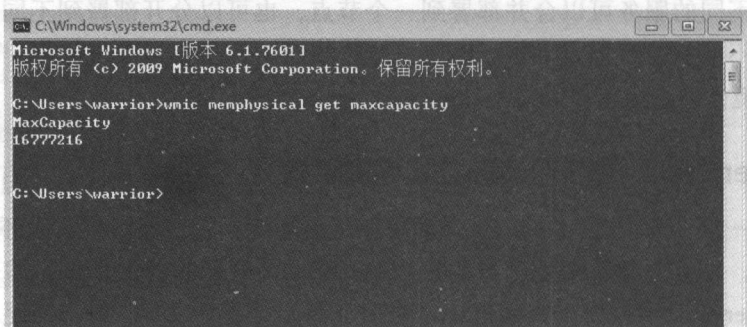 C:\Windows\system32\cmd.exe
Microsoft Windows [版本 6.1.7601]
版权所有 (c) 2009 Microsoft Corporation。保留所有权利。
C:\Users\warrior>wmic memphysical get maxcapacity
MaxCapacity
16777216
C:\Users\warrior>